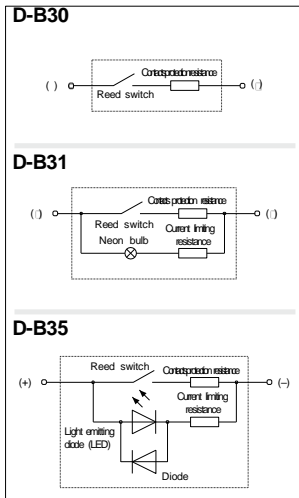 D-B30
Contacts protection resistance
Reed switch
D-B31
Contacts protection resistance
Reed switch
Current limiting
resistance
Neon bulb
D-B35
Reed switch
Contacts protection resistance
(+)
(–)
Current limiting
resistance
Light emitting
diode (LED)
Diode